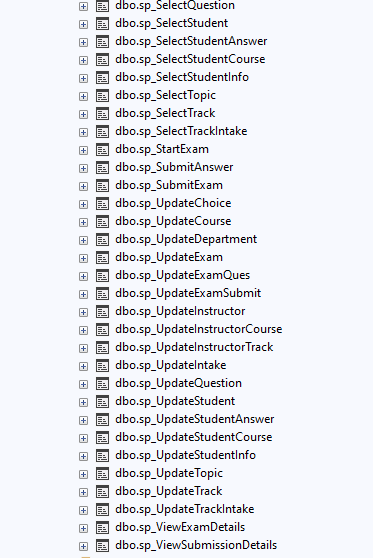 dbo.sp_SelectQuestion
dbo.sp_SelectStudent
dbo.sp_SelectStudentAnswer
dbo.sp_SelectStudentCourse
dbo.sp_SelectStudentInfo
dbo.sp_SelectTopic
dbo.sp_SelectTrack
dbo.sp_SelectTrackIntake
dbo.sp_StartExam
dbo.sp_SubmitAnswer
dbo.sp_SubmitExam
dbo.sp_UpdateChoice
dbo.sp_UpdateCourse
dbo.sp_UpdateDepartment
dbo.sp_UpdateExam
dbo.sp_UpdateExamQues
dbo.sp_UpdateExamSubmit
dbo.sp_UpdateInstructor
dbo.sp_UpdateInstructorCourse
dbo.sp_UpdateInstructorTrack
dbo.sp_UpdateIntake
dbo.sp_UpdateQuestion
dbo.sp_UpdateStudent
dbo.sp_UpdateStudentAnswer
dbo.sp_UpdateStudentCourse
dbo.sp_UpdateStudentInfo
dbo.sp_UpdateTopic
dbo.sp_UpdateTrack
dbo.sp_UpdateTrackIntake
dbo.sp_ViewExamDetails
dbo.sp_ViewSubmissionDetails